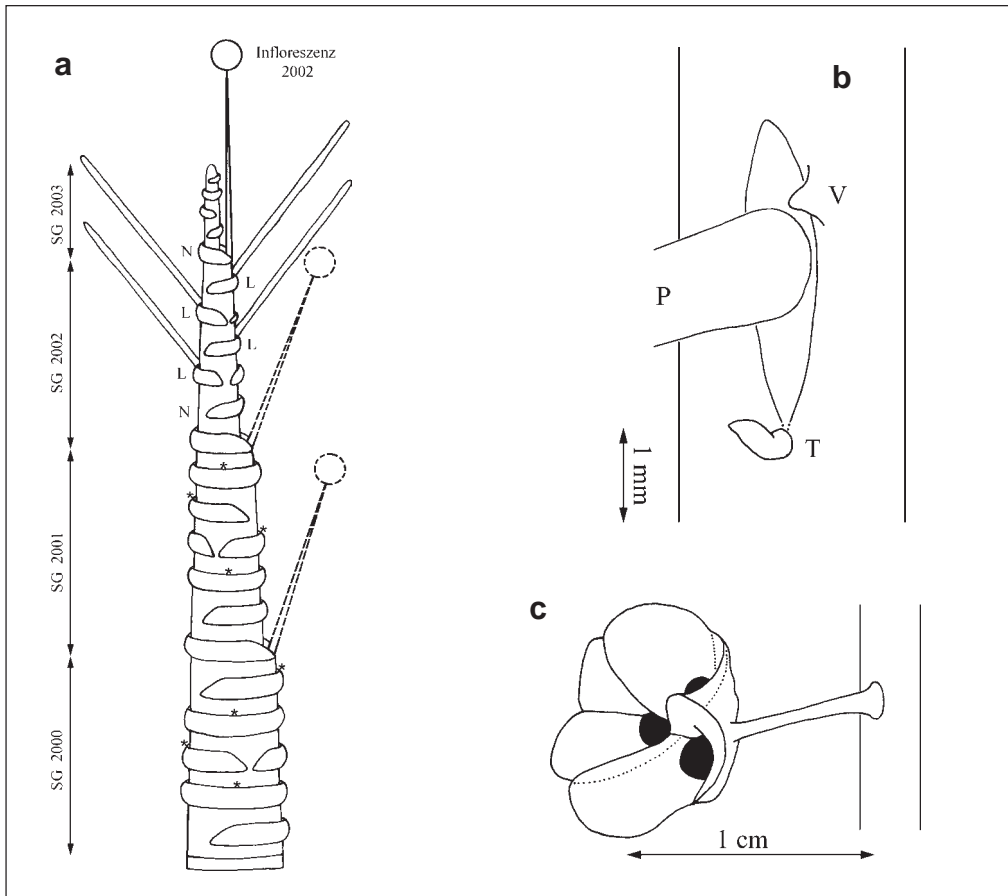 a
Infloreszenz
2002
SG 2003
N
L
L
SG 2002
L
L
N
*
*
*
SG 2001
*
*
*
SG 2000
*
*
b
V
P
T
1 mm
c
1 cm